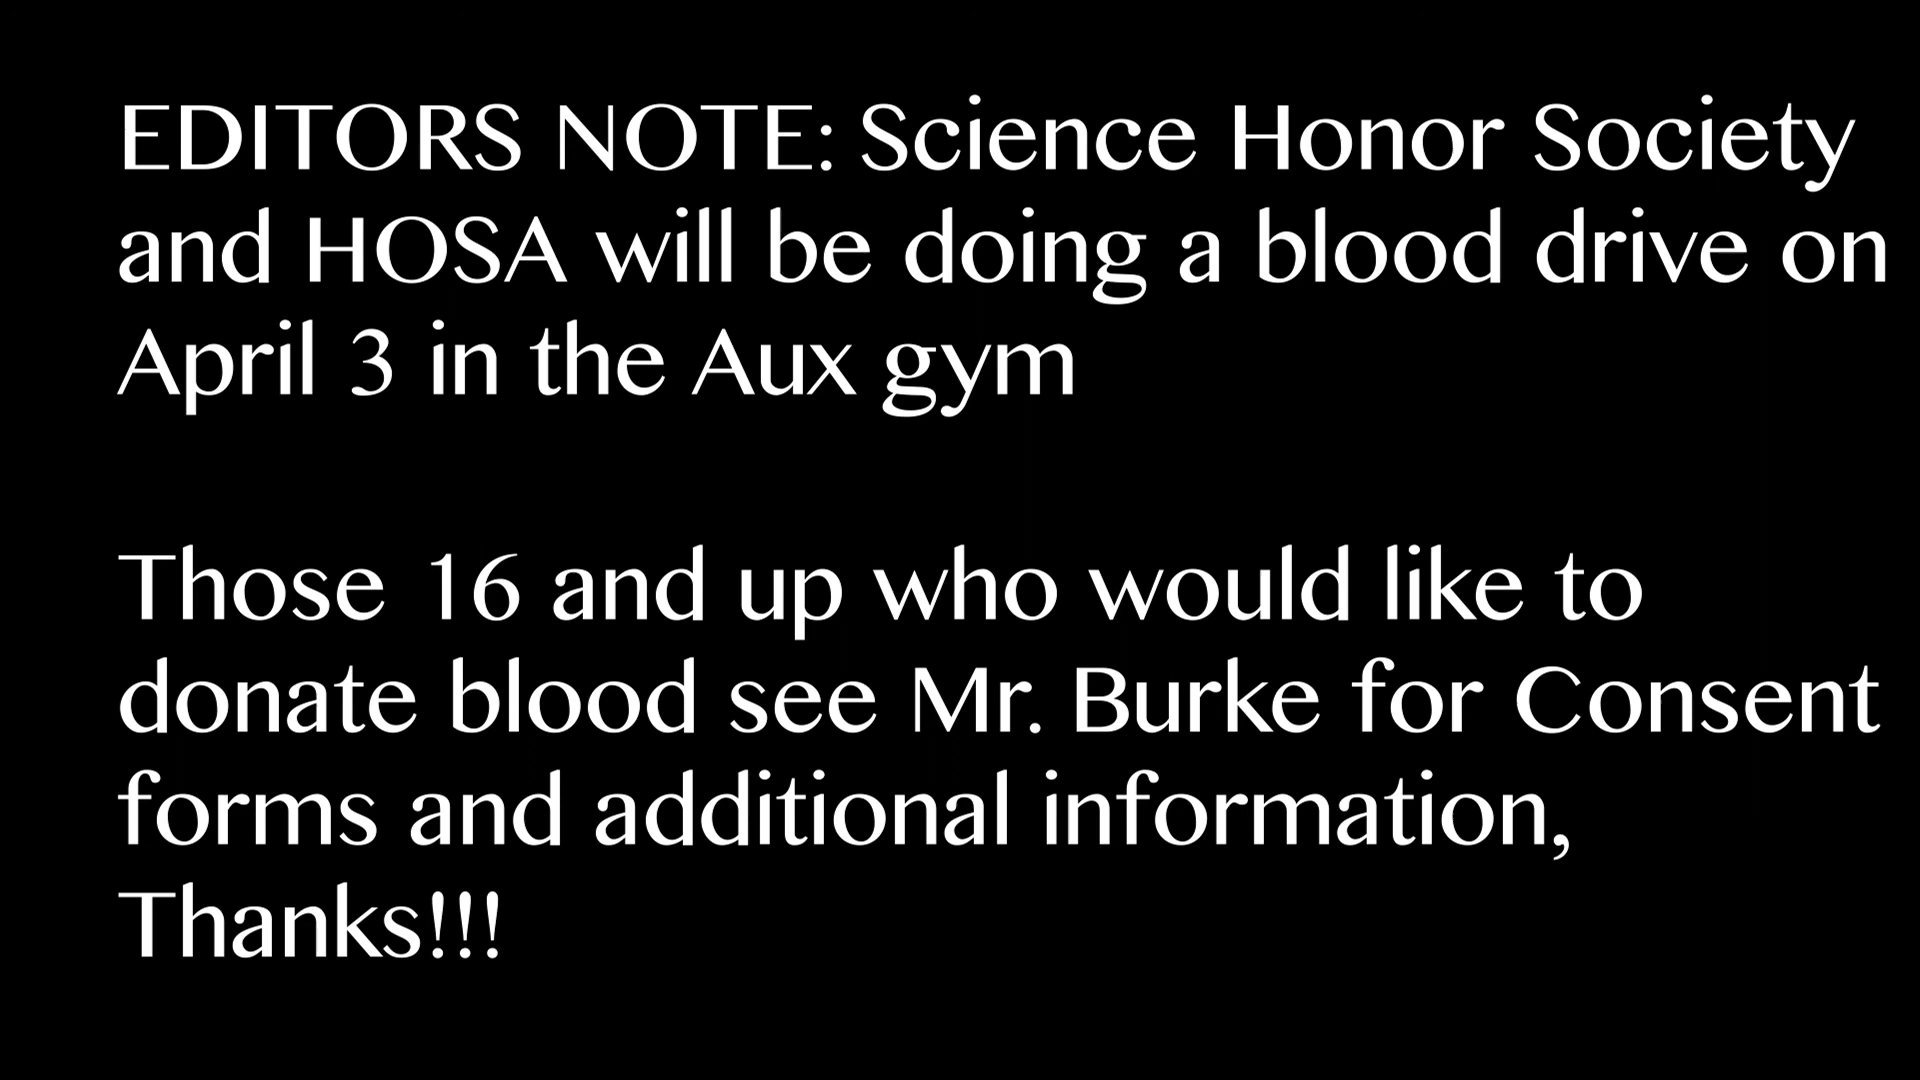 EDITORS NOTE: Science Honor Society
and HOSA will be doing a blood drive on
April 3 in the Aux gym
Those 16 and up who would like to
donate blood see Mr. Burke for Consent
forms and additional information,
Thanks!!!